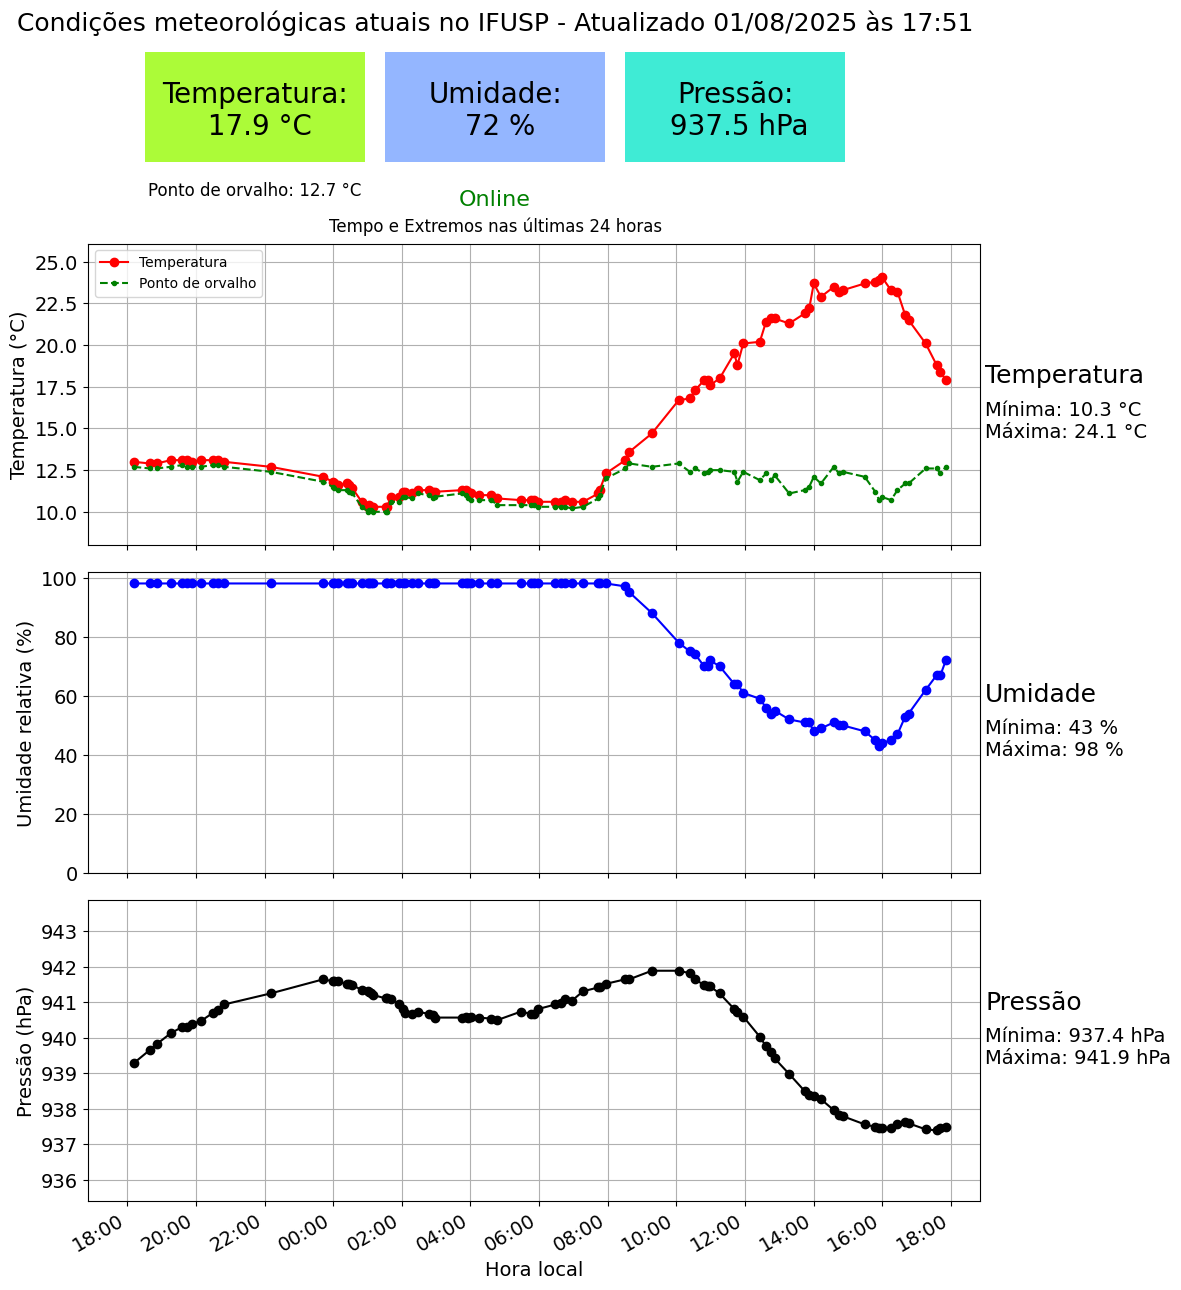 Condições meteorológicas atuais no IFUSP - Atualizado 01/08/2025 às 17:51
Temperatura:
17.9 °C
Umidade:
72 %
Pressão:
937.5 hPa
Ponto de orvalho: 12.7 °C
Online
Tempo e Extremos nas últimas 24 horas
Temperatura (°C)
25.0
22.5
20.0
17.5
15.0
12.5
10.0
Temperatura
Ponto de orvalho
Temperatura
Mínima: 10.3 °C
Máxima: 24.1 °C
Umidade relativa (%)
100
80
60
40
20
0
Umidade
Mínima: 43 %
Máxima: 98 %
Pressão (hPa)
943
942
941
940
939
938
937
936
Pressão
Mínima: 937.4 hPa
Máxima: 941.9 hPa
18:00 20:00 22:00 00:00 02:00 04:00 06:00 08:00 10:00 12:00 14:00 16:00 18:00
Hora local